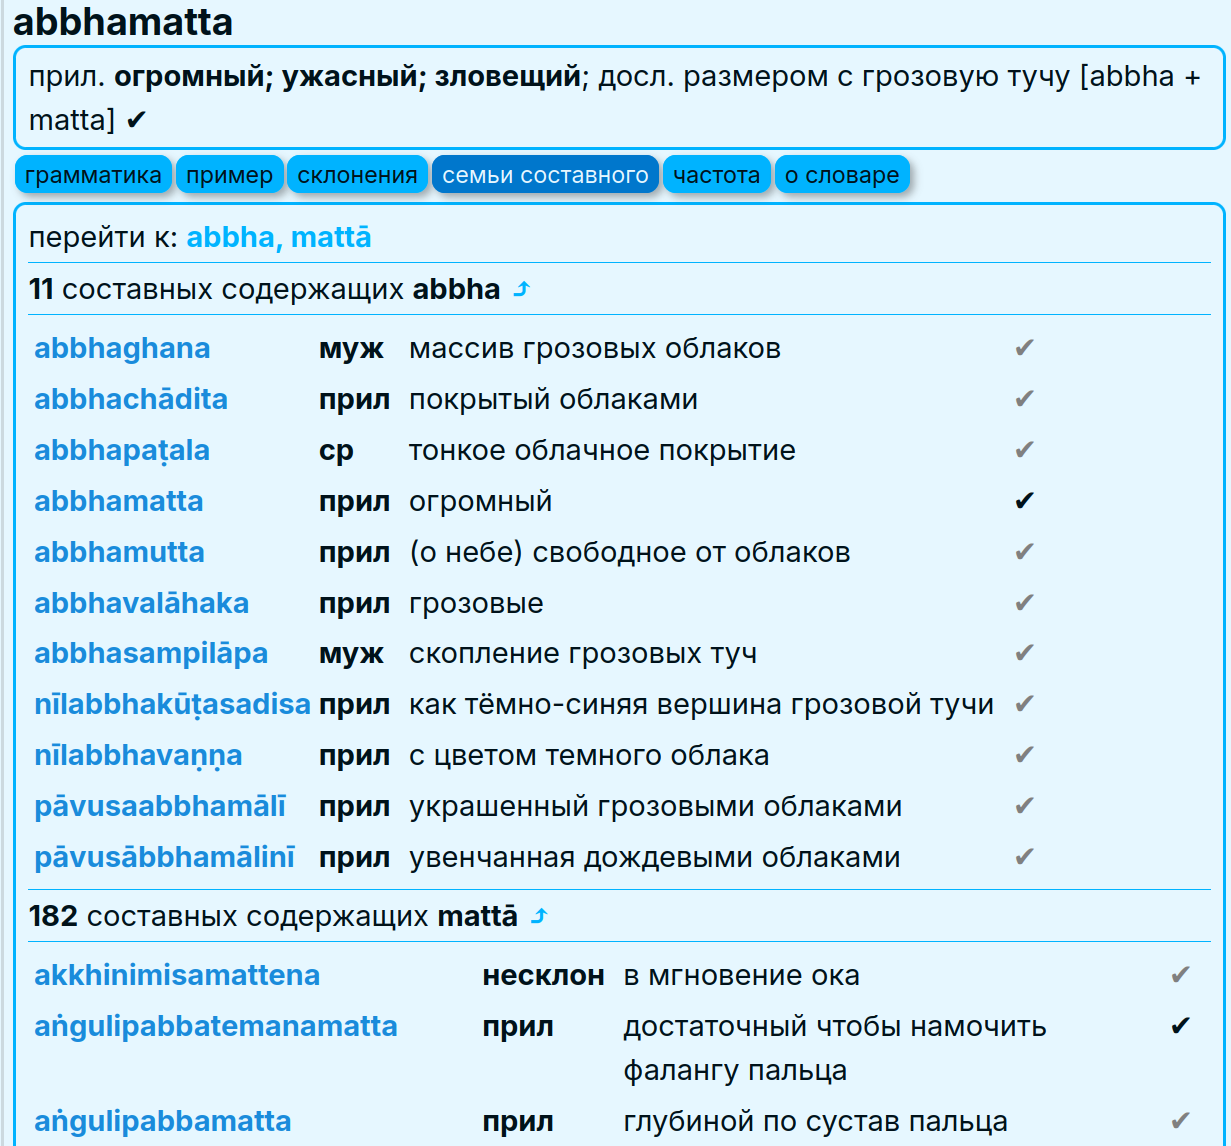 abbhamatta
прил. огромный; ужасный; зловещий; досл. размером с грозовую тучу [abbha +
matta] ✔
грамматика пример склонения семьи составного частота о словаре
перейти к: abbha, mattā
11 составных содержащих abbha ⤴
abbhaghana муж массив грозовых облаков ✔
abbhachādita прил покрытый облаками ✔
abbhapaṭala ср тонкое облачное покрытие ✔
abbhamatta прил огромный ✔
abbhamutta прил (о небе) свободное от облаков ✔
abbhavalāhaka прил грозовые ✔
abbhasampilāpa муж скопление грозовых туч ✔
nīlabbhakūṭasadisa прил как тёмно-синяя вершина грозовой тучи ✔
nīlabbhavaṇṇa прил с цветом темного облака ✔
pāvusaabbhamālī прил украшенный грозовыми облаками ✔
pāvusābbhamālinī прил увенчанная дождевыми облаками ✔
182 составных содержащих mattā ⤴
akkhinimisamattena несклон в мгновение ока ✔
aṅgulipabbatemanamatta прил достаточный чтобы намочить ✔
фалангу пальца
aṅgulipabbamatta прил глубиной по сустав пальца ✔